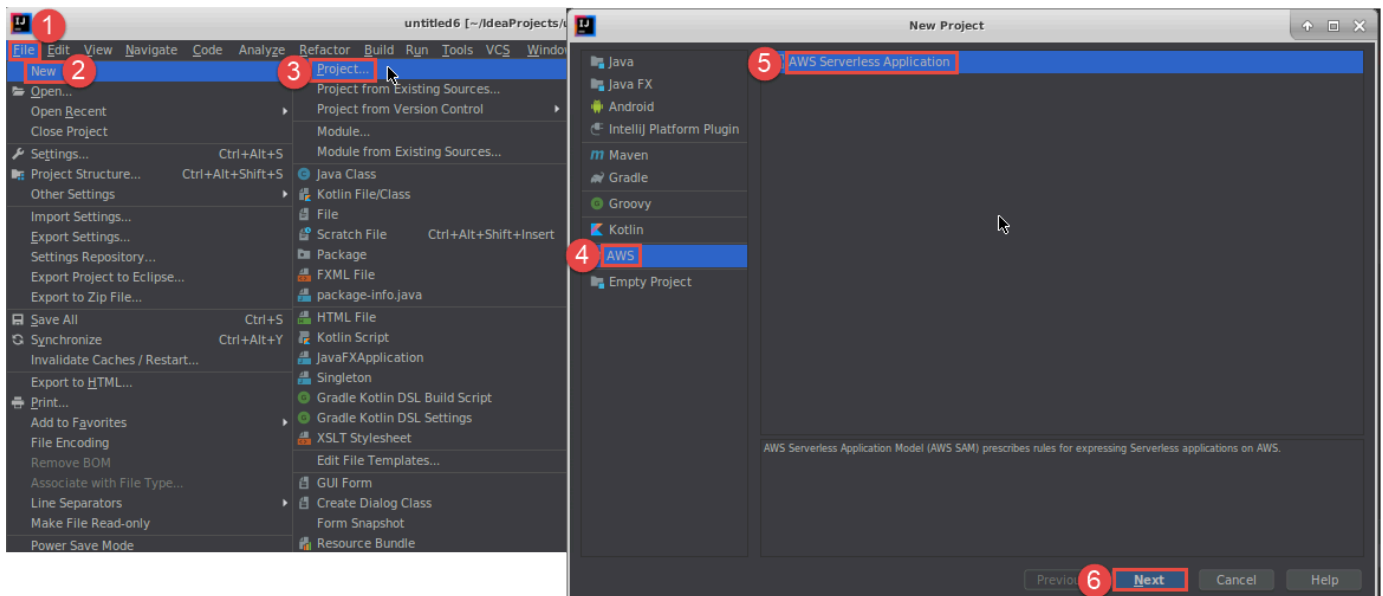 1
untitled6 [~/IdeaProjects/
File Edit View Navigate Code Analyze Refactor Build Run Tools VCS Windo
New 2
Open...
Open Recent
Close Project
Settings... Ctrl+Alt+S
Project Structure... Ctrl+Alt+Shift+S
Other Settings
Import Settings...
Export Settings...
Settings Repository...
Export Project to Eclipse...
Export to Zip File...
Save All Ctrl+S
Synchronize Ctrl+Alt+Y
Invalidate Caches / Restart...
Export to HTML...
Print...
Add to Favorites
File Encoding
Remove BOM
Associate with File Type...
Line Separators
Make File Read-only
Power Save Mode
3 Project...
Project from Existing Sources...
Project from Version Control
Module...
Module from Existing Sources...
Java Class
Kotlin File/Class
File
Scratch File Ctrl+Alt+Shift+Insert
Package
FXML File
package-info.java
HTML File
Kotlin Script
JavaFXApplication
Singleton
Gradle Kotlin DSL Build Script
Gradle Kotlin DSL Settings
XSLT Stylesheet
Edit File Templates...
GUI Form
Create Dialog Class
Form Snapshot
Resource Bundle
New Project
Java
Java FX
Android
IntelliJ Platform Plugin
Maven
Gradle
Groovy
Kotlin
4 AWS
Empty Project
5 AWS Serverless Application
AWS Serverless Application Model (AWS SAM) prescribes rules for expressing Serverless applications on AWS.
Previou 6 Next Cancel Help